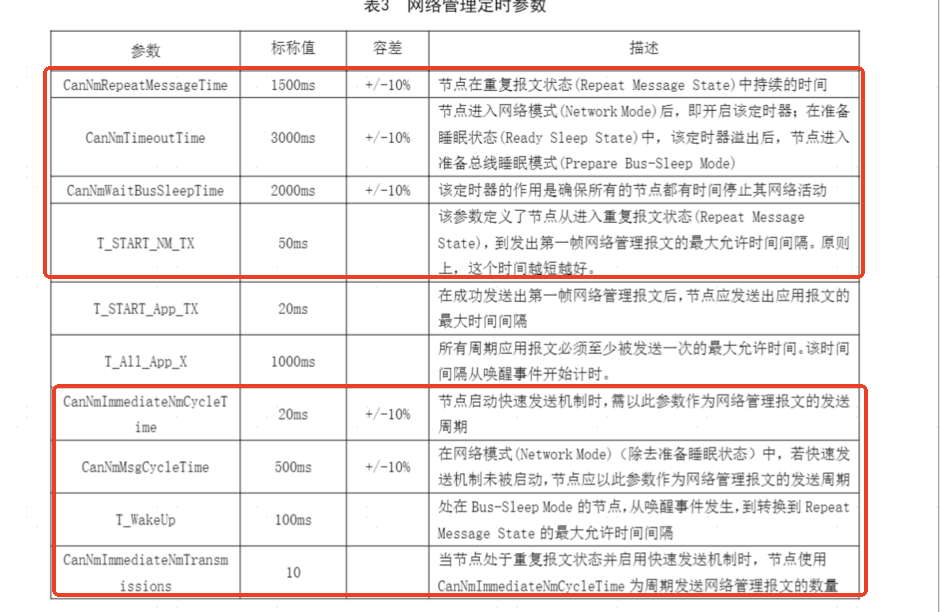 表3 网络管理定时参数
参数 标称值 容差 描述
CanNmRepeatMessageTime 1500ms +/-10% 节点在重复报文状态(Repeat Message State)中持续的时间
节点进入网络模式(Network Mode)后，即开启该定时器；在准备
CanNmTimeoutTime 3000ms +/-10% 睡眠状态(Ready Sleep State)中，该定时器溢出后，节点进入
准备总线睡眠模式(Prepare Bus-Sleep Mode)
CanNmWaitBusSleepTime 2000ms +/-10% 该定时器的作用是确保所有的节点都有时间停止其网络活动
该参数定义了节点从进入重复报文状态(Repeat Message
T_START_NM_TX 50ms State)，到发出第一帧网络管理报文的最大允许时间间隔。原则
上，这个时间越短越好。
T_START_App_TX 20ms 在成功发送出第一帧网络管理报文后，节点应发送出应用报文的
最大时间间隔
T_All_App_X 1000ms 所有周期应用报文必须至少被发送一次的最大允许时间。该时间
间隔从唤醒事件开始计时。
CanNmImmediateNmCycleT
ime 20ms +/-10% 节点启动快速发送机制时，需以此参数作为网络管理报文的发送
周期
CanNmMsgCycleTime 500ms +/-10% 在网络模式(Network Mode)（除去准备睡眠状态）中，若快速发
送机制未被启动，节点应以此参数作为网络管理报文的发送周期
T_WakeUp 100ms 处在 Bus-Sleep Mode 的节点，从唤醒事件发生，到转换到 Repeat
Message State 的最大允许时间间隔
CanNmImmediateNmTransm
issions 10 当节点处于重复报文状态并启用快速发送机制时，节点使用
CanNmImmediateNmCycleTime 为周期发送网络管理报文的数量